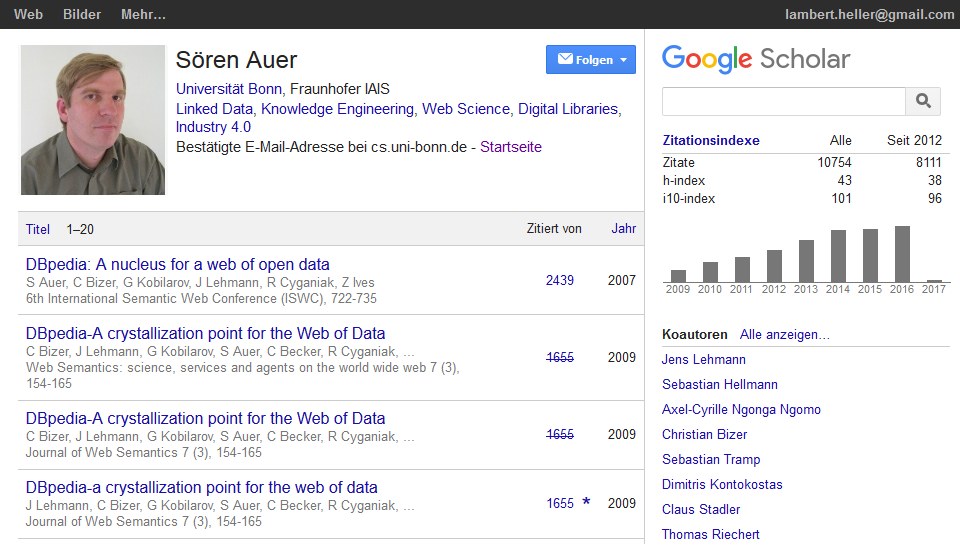 Web Bilder Mehr...
lambert.heller@gmail.com
Sören Auer
Folgen
Universität Bonn, Fraunhofer IAIS
Linked Data, Knowledge Engineering, Web Science, Digital Libraries,
Industry 4.0
Bestätigte E-Mail-Adresse bei cs.uni-bonn.de - Startseite
Titel 1–20 Zitiert von Jahr
DBpedia: A nucleus for a web of open data
S Auer, C Bizer, G Kobilarov, J Lehmann, R Cyganiak, Z Ives
6th International Semantic Web Conference (ISWC), 722-735
2439 2007
DBpedia-A crystallization point for the Web of Data
C Bizer, J Lehmann, G Kobilarov, S Auer, C Becker, R Cyganiak, ...
Web Semantics: science, services and agents on the world wide web 7 (3),
154-165
1655 2009
DBpedia-A crystallization point for the Web of Data
C Bizer, J Lehmann, G Kobilarov, S Auer, C Becker, R Cyganiak, ...
Journal of Web Semantics 7 (3), 154-165
1655 2009
DBpedia-a crystallization point for the web of data
J Lehmann, C Bizer, G Kobilarov, S Auer, C Becker, R Cyganiak, ...
Journal of Web Semantics 7 (3), 154-165
1655 * 2009
Google Scholar
Zitationsindexe Alle Seit 2012
Zitate 10754 8111
h-index 43 38
i10-index 101 96
2009 2010 2011 2012 2013 2014 2015 2016 2017
Koautoren Alle anzeigen...
Jens Lehmann
Sebastian Hellmann
Axel-Cyrille Ngonga Ngomo
Christian Bizer
Sebastian Tramp
Dimitris Kontokostas
Claus Stadler
Thomas Riechert